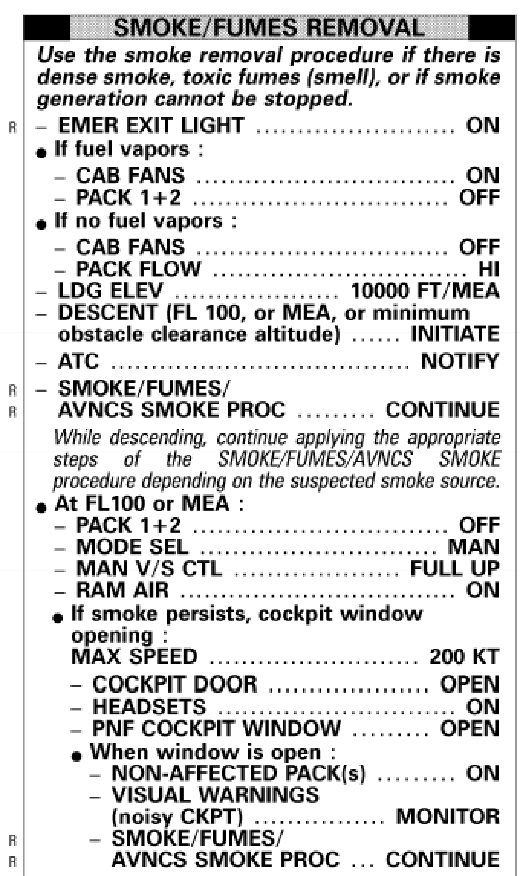 SMOKE/FUMES REMOVAL
Use the smoke removal procedure if there is
dense smoke, toxic fumes (smell), or if smoke
generation cannot be stopped.
R – EMER EXIT LIGHT ........................ ON
● If fuel vapors :
– CAB FANS ................................ ON
– PACK 1+2 ............................... OFF
● If no fuel vapors :
– CAB FANS ............................... OFF
– PACK FLOW ............................... HI
– LDG ELEV ................. 10000 FT/MEA
– DESCENT (FL 100, or MEA, or minimum
obstacle clearance altitude) ...... INITIATE
– ATC .................................... NOTIFY
R – SMOKE/FUMES/
R AVNCS SMOKE PROC ......... CONTINUE
While descending, continue applying the appropriate
steps of the SMOKE/FUMES/AVNCS SMOKE
procedure depending on the suspected smoke source.
● At FL100 or MEA :
– PACK 1+2 ............................... OFF
– MODE SEL ............................. MAN
– MAN V/S CTL ..................... FULL UP
– RAM AIR ................................. ON
● If smoke persists, cockpit window
opening :
MAX SPEED .......................... 200 KT
– COCKPIT DOOR .................... OPEN
– HEADSETS ............................... ON
– PNF COCKPIT WINDOW ......... OPEN
● When window is open :
– NON-AFFECTED PACK(s) ......... ON
– VISUAL WARNINGS
(noisy CKPT) ................ MONITOR
R – SMOKE/FUMES/
R AVNCS SMOKE PROC ... CONTINUE